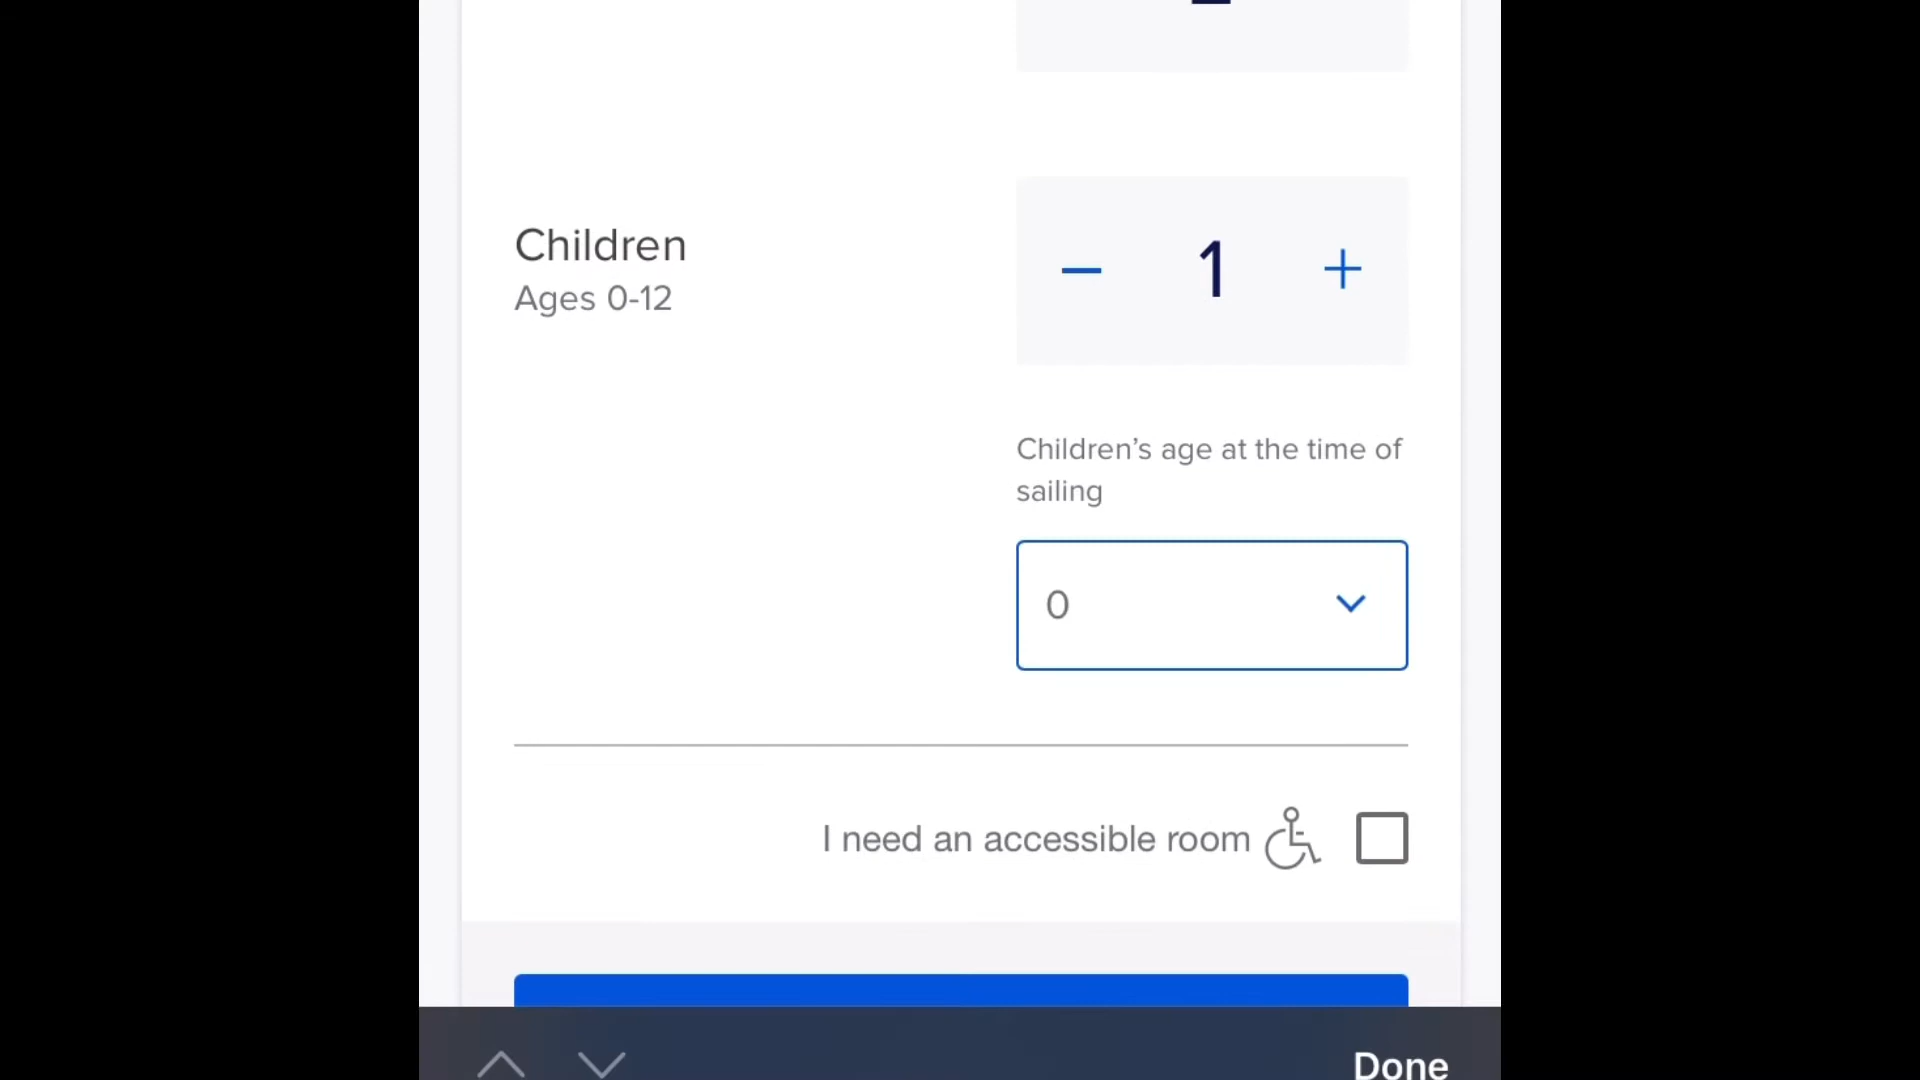 Children
Ages 0-12
1
Children’s age at the time of
sailing
0
I need an accessible room
Done